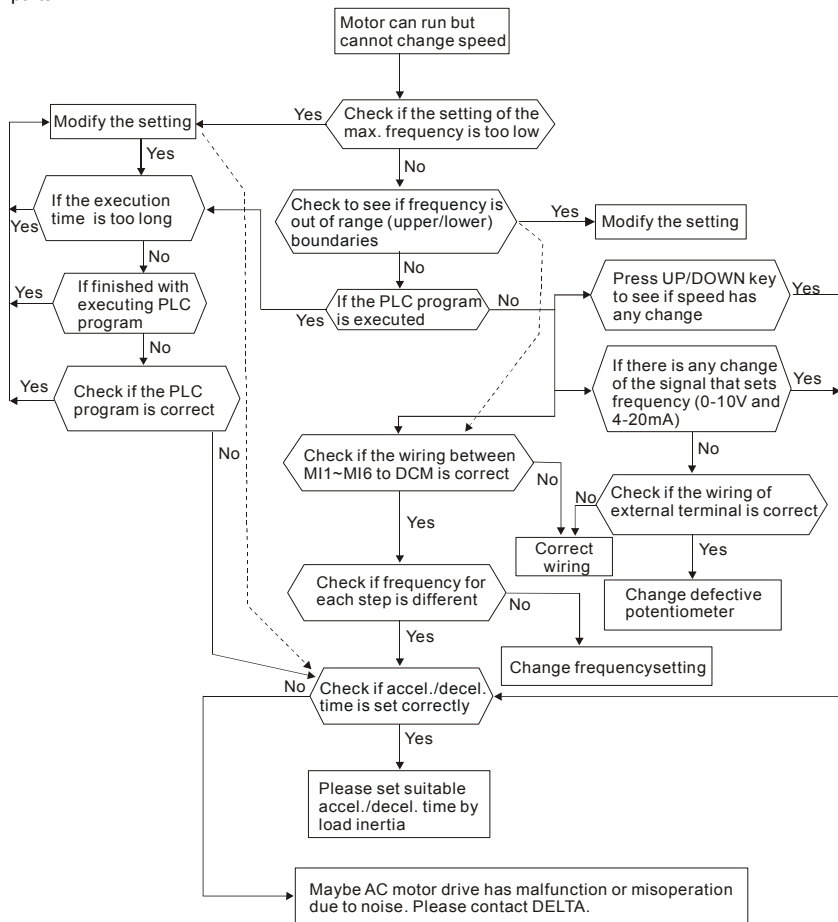 Motor can run but
cannot change speed
Yes
Check if the setting of the
max. frequency is too low
Modify the setting
Yes
No
If the execution
time is too long
Yes
Check to see if frequency is
out of range (upper/lower)
boundaries
Yes
Modify the setting
No
No
If finished with
executing PLC
program
Yes
If the PLC program
is executed
Yes
No
Press UP/DOWN key
to see if speed has
any change
Yes
No
Check if the PLC
program is correct
Yes
If there is any change
of the signal that sets
frequency (0-10V and
4-20mA)
Yes
No
Check if the wiring between
MI1~MI6 to DCM is correct
No
No
Check if the wiring of
external terminal is correct
No
Yes
Correct
wiring
Yes
Change defective
potentiometer
Check if frequency for
each step is different
No
Yes
Change frequencysetting
No
Check if accel./decel.
time is set correctly
Yes
Please set suitable
accel./decel. time by
load inertia
Maybe AC motor drive has malfunction or misoperation
due to noise. Please contact DELTA.